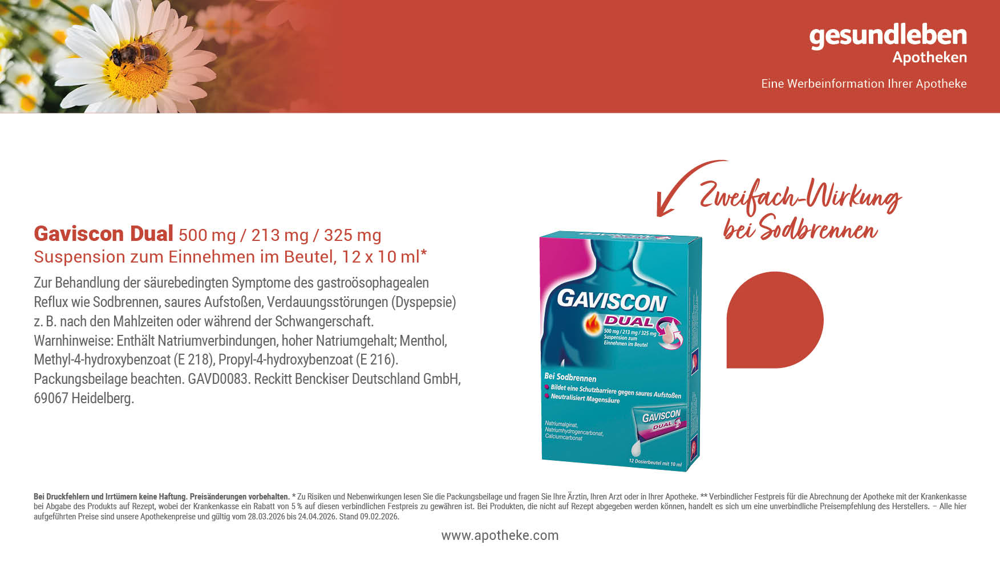 gesundleben
Apotheken
Eine Werbeinformation Ihrer Apotheke
Zweifach-Wirkung
bei Sodbrennen
Gaviscon Dual 500 mg / 213 mg / 325 mg
Suspension zum Einnehmen im Beutel, 12 x 10 ml*
Zur Behandlung der säurebedingten Symptome des gastroösophagealen
Reflux wie Sodbrennen, saures Aufstoßen, Verdauungsstörungen (Dyspepsie)
z. B. nach den Mahlzeiten oder während der Schwangerschaft.
Warnhinweise: Enthält Natriumverbindungen, hoher Natriumgehalt; Menthol,
Methyl-4-hydroxybenzoat (E 218), Propyl-4-hydroxybenzoat (E 216).
Packungsbeilage beachten. GAVD0083. Reckitt Benckiser Deutschland GmbH,
69067 Heidelberg.
GAVISCON
DUAL
500 mg / 213 mg / 325 mg
Suspension zum
Einnehmen im Beutel
Bei Sodbrennen
Bildet eine Schutzbarriere gegen saures Aufstoßen
Neutralisiert Magensäure
GAVISCON
DUAL
Natriumalginat,
Natriumhydrogencarbonat,
Calciumcarbonat
12 Dosierbeutel mit 10 ml
Bei Druckfehlern und Irrtümern keine Haftung. Preisänderungen vorbehalten. * Zu Risiken und Nebenwirkungen lesen Sie die Packungsbeilage und fragen Sie Ihre Ärztin, Ihren Arzt oder in Ihrer Apotheke. ** Verbindlicher Festpreis für die Abrechnung der Apotheke mit der Krankenkasse
bei Abgabe des Produkts auf Rezept, wobei der Krankenkasse ein Rabatt von 5 % auf diesen verbindlichen Festpreis zu gewähren ist. Bei Produkten, die nicht auf Rezept abgegeben werden können, handelt es sich um eine unverbindliche Preisempfehlung des Herstellers. – Alle hier
aufgeführten Preise sind unsere Apothekenpreise und gültig vom 28.03.2026 bis 24.04.2026. Stand 09.02.2026.
www.apotheke.com